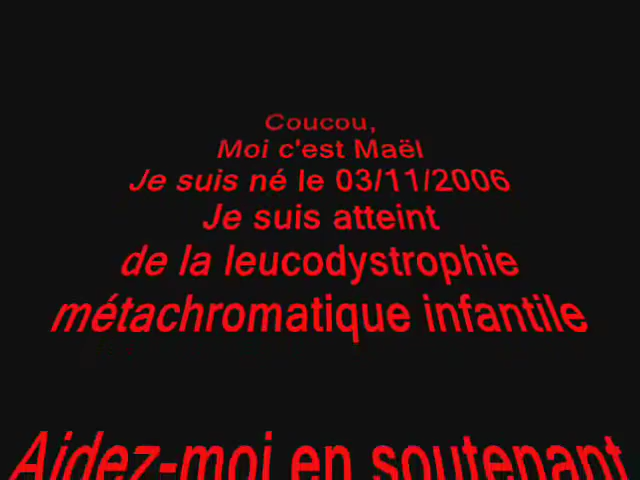 Coucou,
Moi c'est Maël
Je suis né le 03/11/2006
Je suis atteint
de la leucodystrophie
métachromatique infantile
Aidez-moi en soutenant